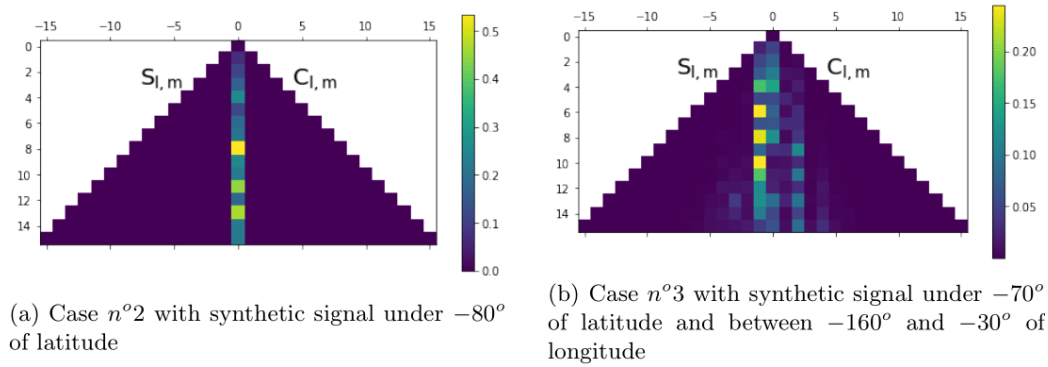 −15 −10 −5 0 5 10 15
0
2
4
6
8
10
12
14
S_{l,m} C_{l,m}
0.5
0.4
0.3
0.2
0.1
0.0
(a) Case n^o2 with synthetic signal under −80^o
of latitude
−15 −10 −5 0 5 10 15
0
2
4
6
8
10
12
14
S_{l,m} C_{l,m}
0.20
0.15
0.10
0.05
(b) Case n^o3 with synthetic signal under −70^o
of latitude and between −160^o and −30^o of
longitude